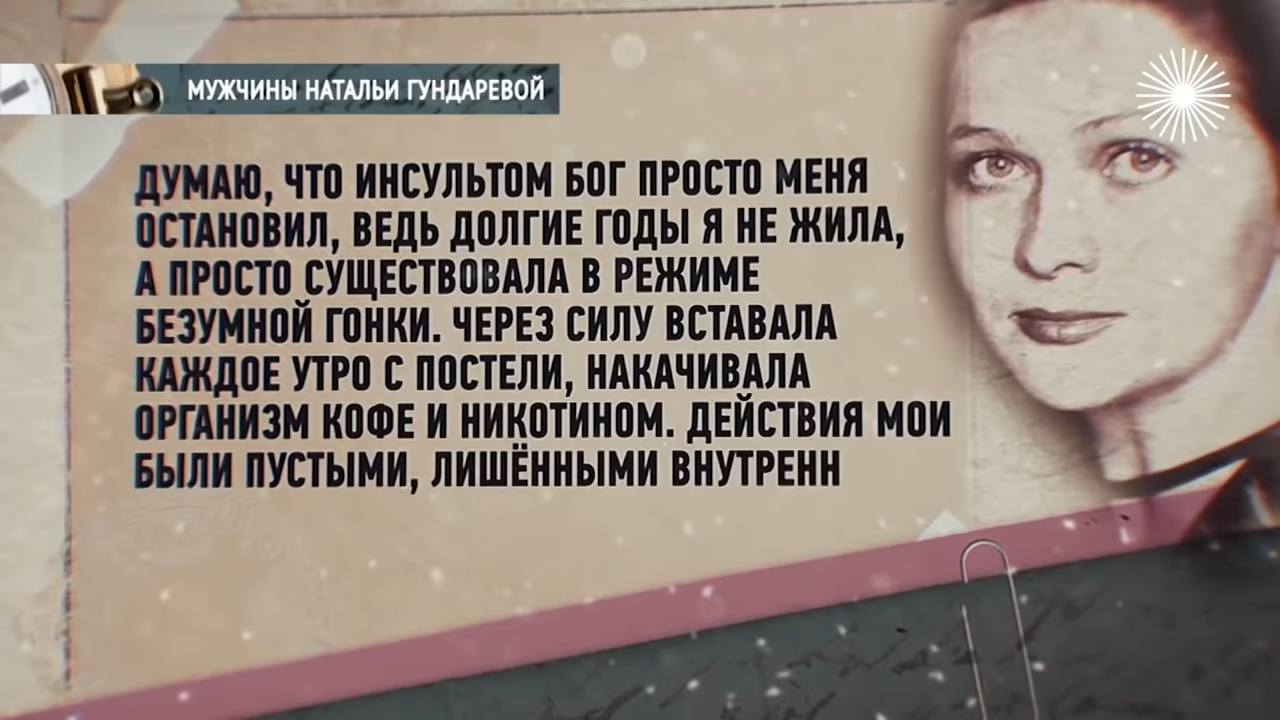 МУЖЧИНЫ НАТАЛЬИ ГУНДАРЕВОЙ
ДУМАЮ, ЧТО ИНСУЛЬТОМ БОГ ПРОСТО МЕНЯ
ОСТАНОВИЛ, ВЕДЬ ДОЛГИЕ ГОДЫ Я НЕ ЖИЛА,
А ПРОСТО СУЩЕСТВОВАЛА В РЕЖИМЕ
БЕЗУМНОЙ ГОНКИ. ЧЕРЕЗ СИЛУ ВСТАВАЛА
КАЖДОЕ УТРО С ПОСТЕЛИ, НАКАЧИВАЛА
ОРГАНИЗМ КОФЕ И НИКОТИНОМ. ДЕЙСТВИЯ МОИ
БЫЛИ ПУСТЫМИ, ЛИШЁННЫМИ ВНУТРЕНН